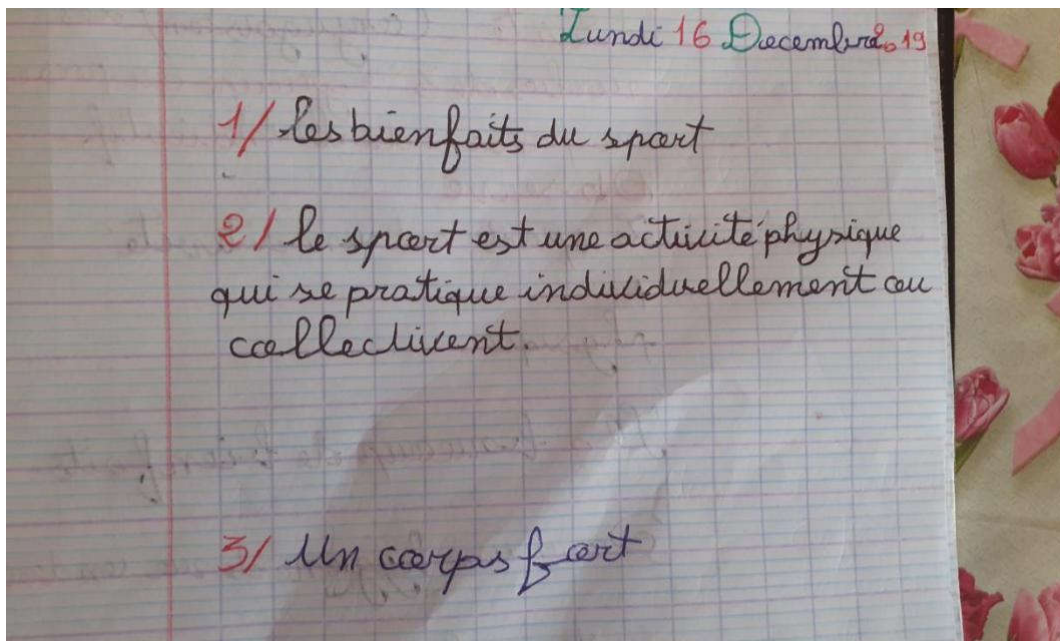 Lundi 16 Decembre 2019
1/ les bienfaits du sport
2/ le sport est une activité physique
qui se pratique individuellement ou
collectivent.
3/ Un corps fort